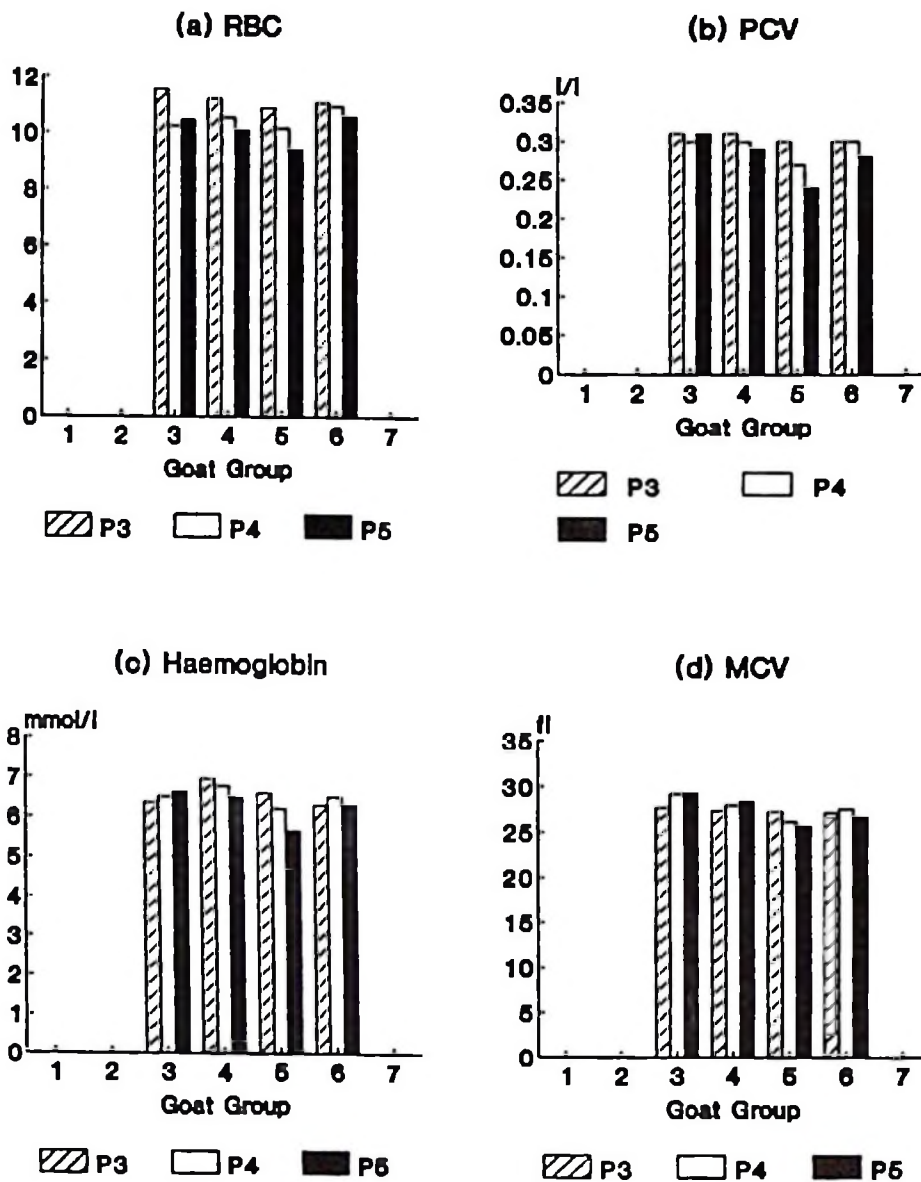 (a) RBC
12
10
8
6
4
2
0
1 2 3 4 5 6 7
Goat Group
P3 P4 P5
(b) PCV
l/l
0.35
0.3
0.25
0.2
0.15
0.1
0.05
0
1 2 3 4 5 6 7
Goat Group
P3 P4
P5
(c) Haemoglobin
mmol/l
8
7
6
5
4
3
2
1
0
1 2 3 4 5 6 7
Goat Group
P3 P4 P5
(d) MCV
fl
35
30
25
20
15
10
5
0
1 2 3 4 5 6 7
Goat Group
P3 P4 P5